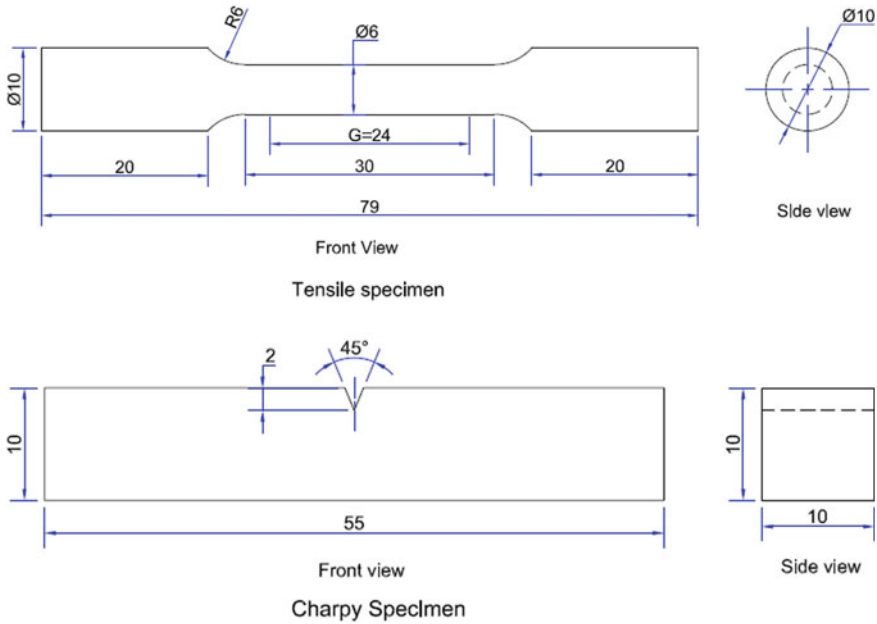 R6
Ø6
Ø10
Ø10
G=24
20
30
20
79
Side view
Front View
Tensile specimen
2
45°
10
10
55
10
Front view
Side view
Charpy Specimen